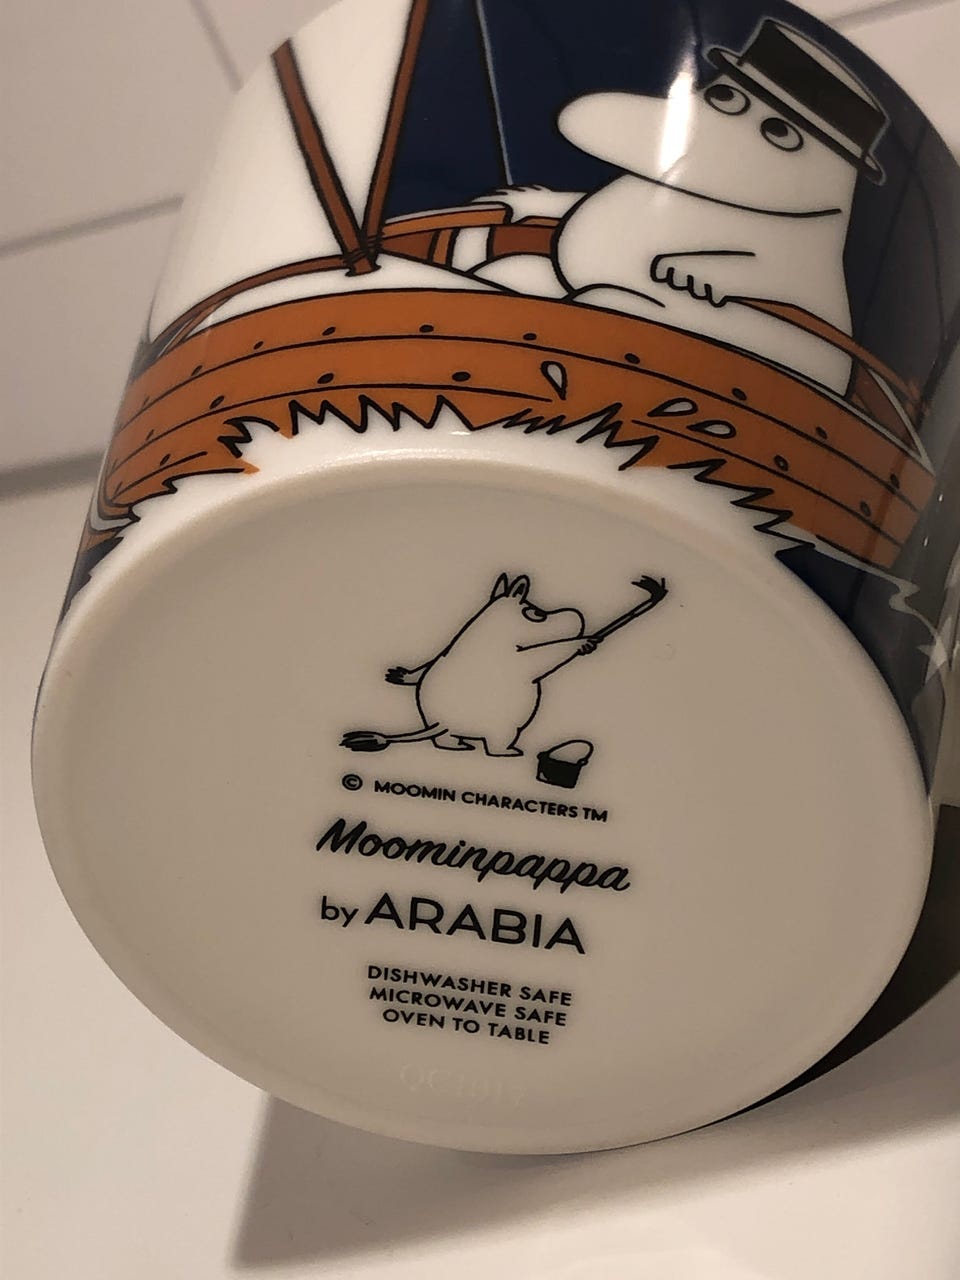 © MOOMIN CHARACTERS TM
Moominpappa
by ARABIA
DISHWASHER SAFE
MICROWAVE SAFE
OVEN TO TABLE